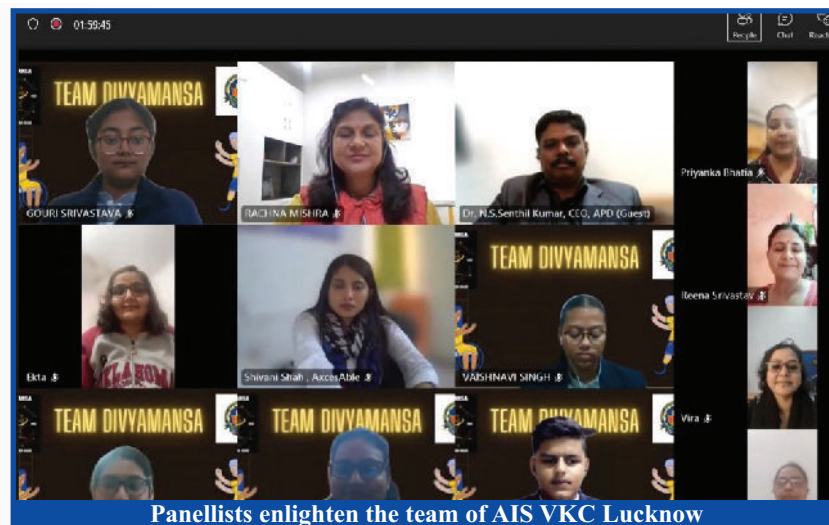 01:59:45
People Chat
TEAM DIVYAMANSA
GOURI SRIVASTAVA
RACHNA MISHRA
Dr. N.S.Senthil Kumar, CEO, APD (Guest)
Priyanka Bhatia
Ekta
Shivani Shah , AxcesAble
TEAM DIVYAMANSA
VAISHNAVI SINGH
Reena Srivastav
Vira
TEAM DIVYAMANSA
TEAM DIVYAMANSA
TEAM DIVYAMANSA
OKLAHOM
Panellists enlighten the team of AIS VKC Lucknow